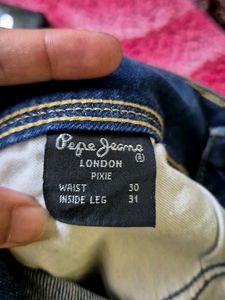 Pepe Jeans
LONDON ®
PIXIE
WAIST 30
INSIDE LEG 31